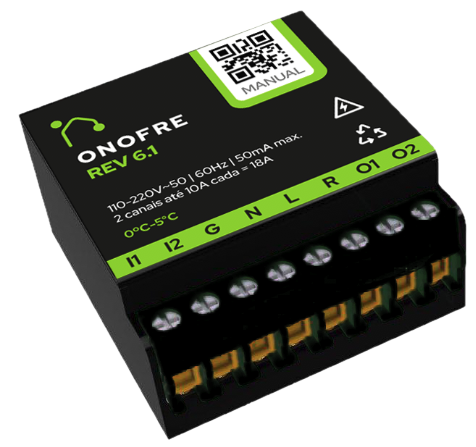 MANUAL
ONOFRE
REV 6.1
110-220V~50 | 60Hz | 50mA max.
2 canais até 10A cada = 18A
0°C-5°C
I1 I2 G N L R O1 O2